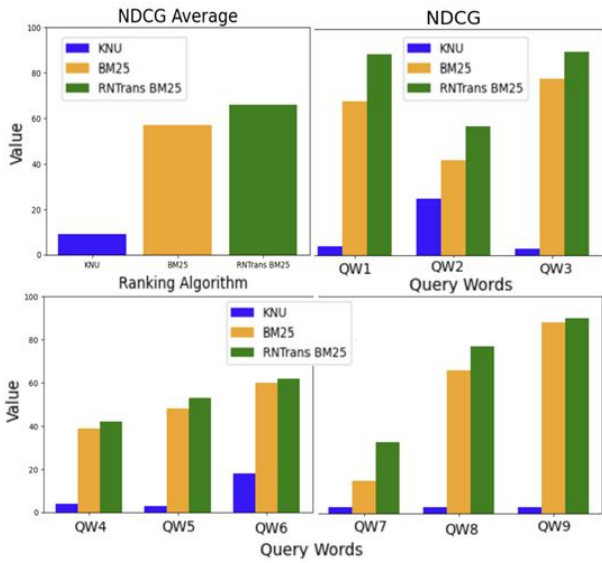 NDCG Average
KNU
BM25
RNTrans BM25
Value
100
80
60
40
20
0
KNU BM25 RNTrans BM25
Ranking Algorithm
NDCG
KNU
BM25
RNTrans BM25
QW1 QW2 QW3
Query Words
KNU
BM25
RNTrans BM25
Value
100
80
60
40
20
0
QW4 QW5 QW6 QW7 QW8 QW9
Query Words